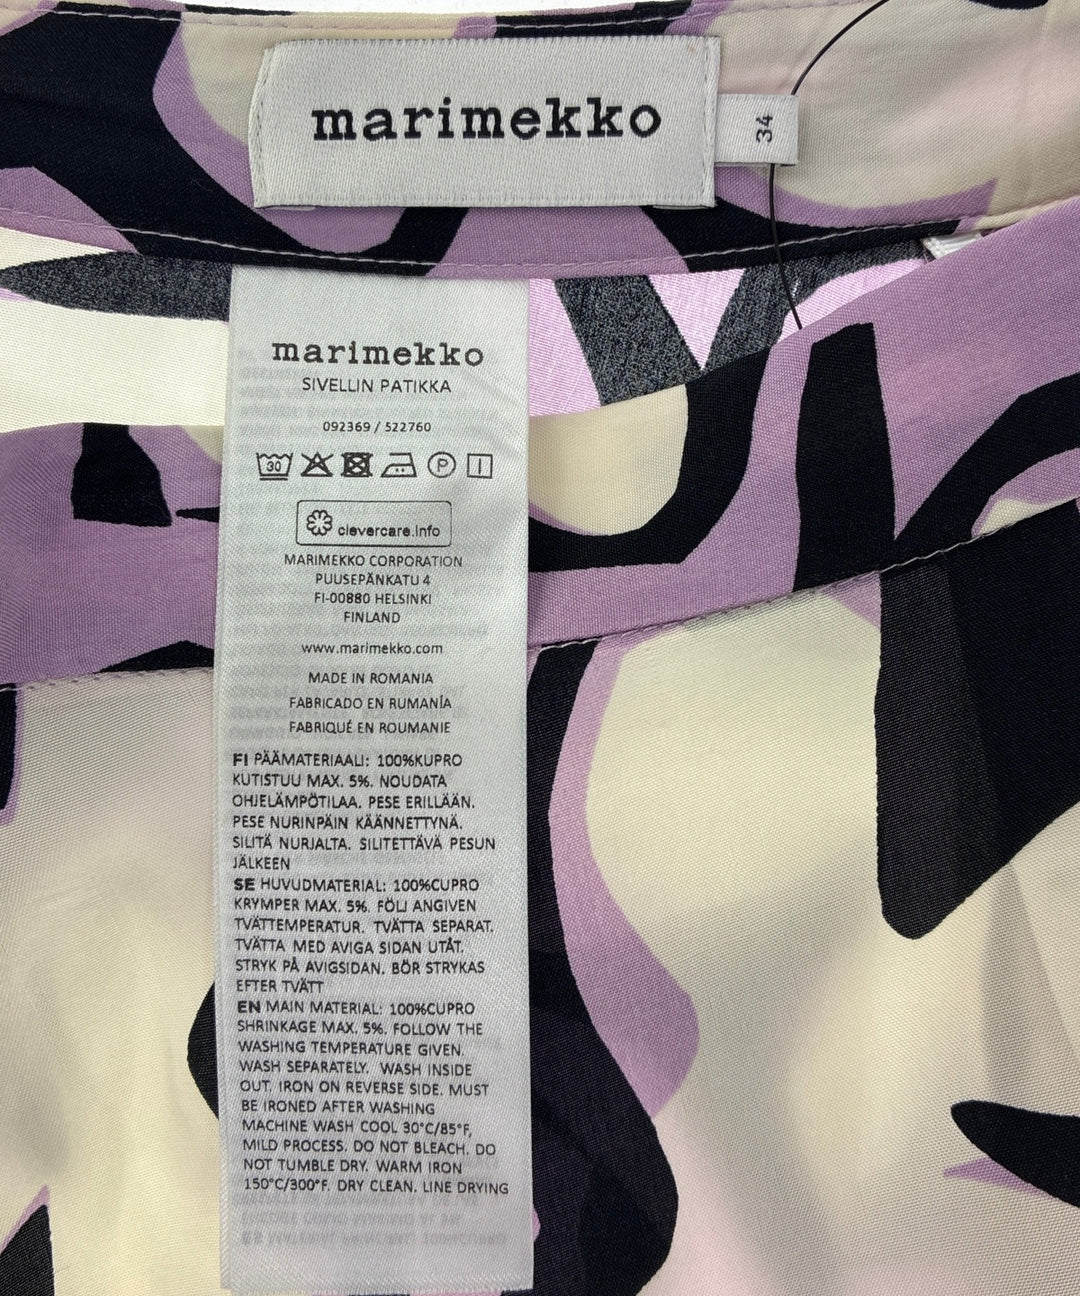 marimekko
34
marimekko
SIVELLIN PATIKKA
092369 / 522760
30
P
clevercare.info
MARIMEKKO CORPORATION
PUUSEPÄNKATU 4
FI-00880 HELSINKI
FINLAND
www.marimekko.com
MADE IN ROMANIA
FABRICADO EN RUMANÍA
FABRIQUÉ EN ROUMANIE
FI PÄÄMATERIAALI: 100%KUPRO
KUTISTUU MAX. 5%. NOUDATA
OHJELÄMPÖTILAA. PESE ERILLÄÄN.
PESE NURINPÄIN KÄÄNNETTYNÄ.
SILITÄ NURJALTA. SILITETTÄVÄ PESUN
JÄLKEEN
SE HUVUDMATERIAL: 100%CUPRO
KRYMPER MAX. 5%. FÖLJ ANGIVEN
TVÄTTEMPERATUR. TVÄTTA SEPARAT.
TVÄTTA MED AVIGA SIDAN UTÅT.
STRYK PÅ AVIGSIDAN. BÖR STRYKAS
EFTER TVÄTT
EN MAIN MATERIAL: 100%CUPRO
SHRINKAGE MAX. 5%. FOLLOW THE
WASHING TEMPERATURE GIVEN.
WASH SEPARATELY. WASH INSIDE
OUT. IRON ON REVERSE SIDE. MUST
BE IRONED AFTER WASHING
MACHINE WASH COOL 30°C/85°F,
MILD PROCESS. DO NOT BLEACH. DO
NOT TUMBLE DRY. WARM IRON
150°C/300°F. DRY CLEAN. LINE DRYING